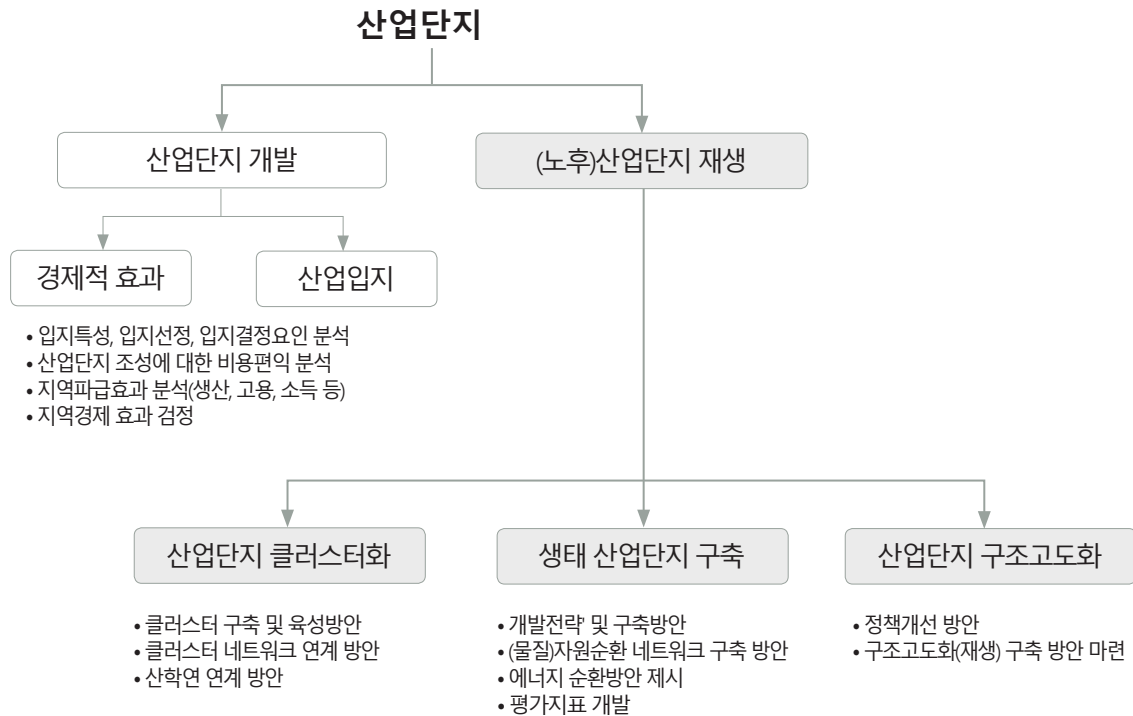 산업단지
산업단지 개발
(노후)산업단지 재생
경제적 효과
산업입지
• 입지특성, 입지선정, 입지결정요인 분석
• 산업단지 조성에 대한 비용편익 분석
• 지역파급효과 분석(생산, 고용, 소득 등)
• 지역경제 효과 검정
산업단지 클러스터화
• 클러스터 구축 및 육성방안
• 클러스터 네트워크 연계 방안
• 산학연 연계 방안
생태 산업단지 구축
• 개발전략' 및 구축방안
• (물질)자원순환 네트워크 구축 방안
• 에너지 순환방안 제시
• 평가지표 개발
산업단지 구조고도화
• 정책개선 방안
• 구조고도화(재생) 구축 방안 마련